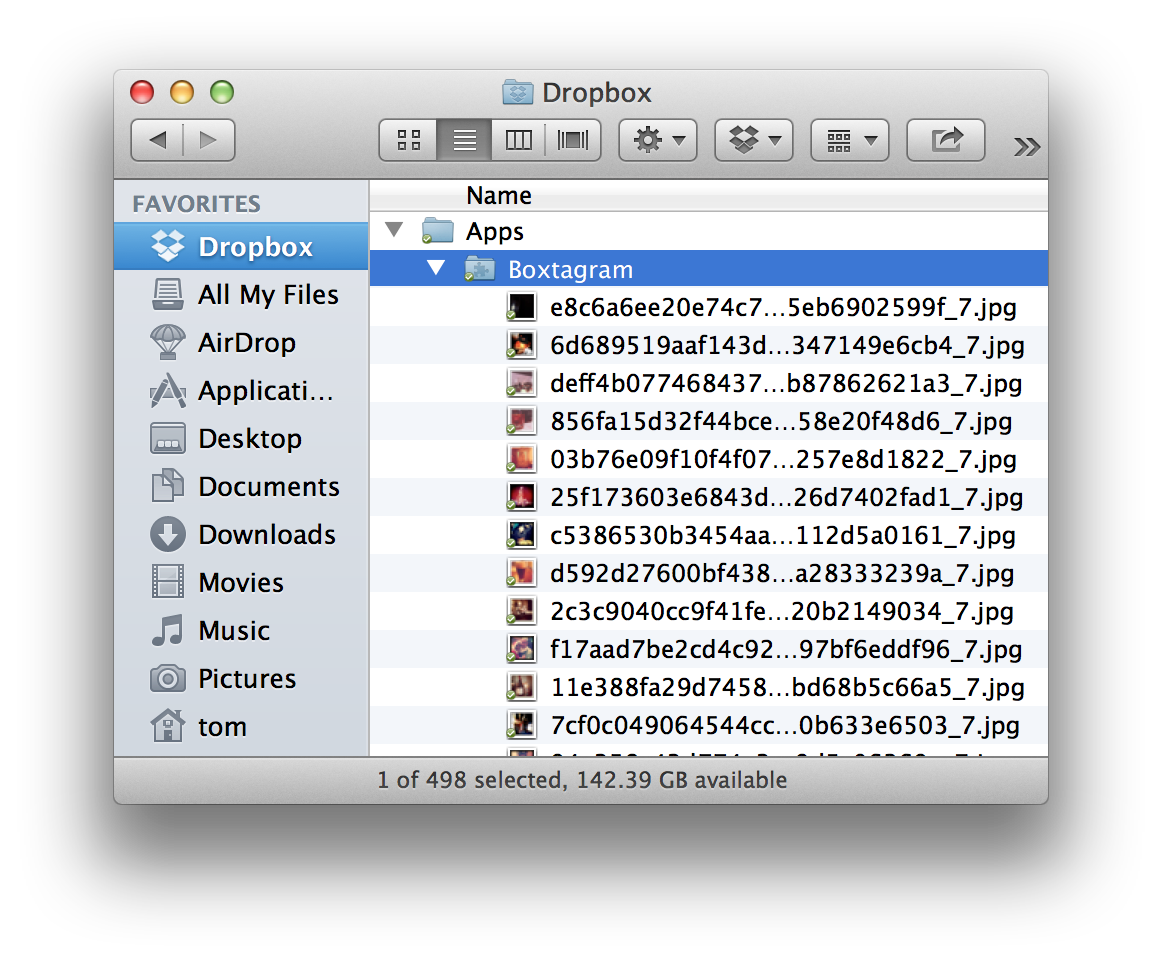 Dropbox
FAVORITES
Dropbox
All My Files
AirDrop
Applicati...
Desktop
Documents
Downloads
Movies
Music
Pictures
tom
Name
Apps
Boxtagram
e8c6a6ee20e74c7...5eb6902599f_7.jpg
6d689519aaf143d...347149e6cb4_7.jpg
deff4b077468437...b87862621a3_7.jpg
856fa15d32f44bce...58e20f48d6_7.jpg
03b76e09f10f4f07...257e8d1822_7.jpg
25f173603e6843d...26d7402fad1_7.jpg
c5386530b3454aa...112d5a0161_7.jpg
d592d27600bf438...a28333239a_7.jpg
2c3c9040cc9f41fe...20b2149034_7.jpg
f17aad7be2cd4c92...97bf6eddf96_7.jpg
11e388fa29d7458...bd68b5c66a5_7.jpg
7cf0c049064544cc...0b633e6503_7.jpg
1 of 498 selected, 142.39 GB available